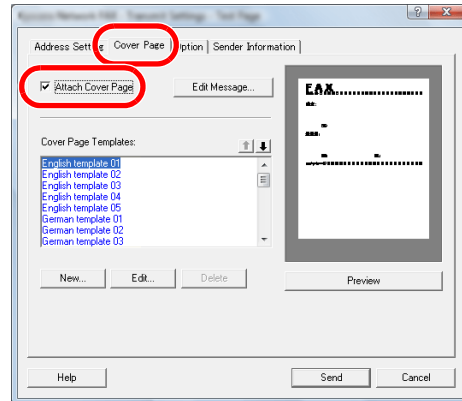 Address Setting Cover Page Option Sender Information
Attach Cover Page Edit Message...
FAX
Cover Page Templates:
English template 01
English template 02
English template 03
English template 04
English template 05
German template 01
German template 02
German template 03
New... Edit... Delete
Preview
Help Send Cancel